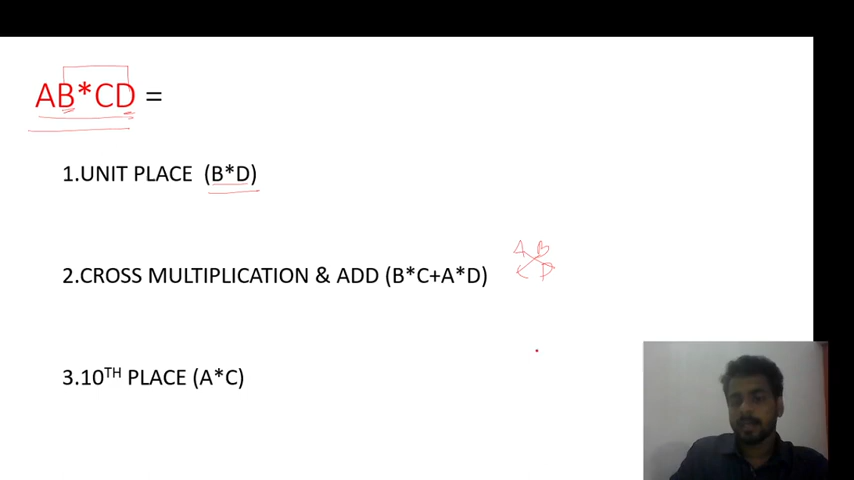 AB*CD =
1.UNIT PLACE (B*D)
A B
2.CROSS MULTIPLICATION & ADD (B*C+A*D)
C D
3.10TH PLACE (A*C)